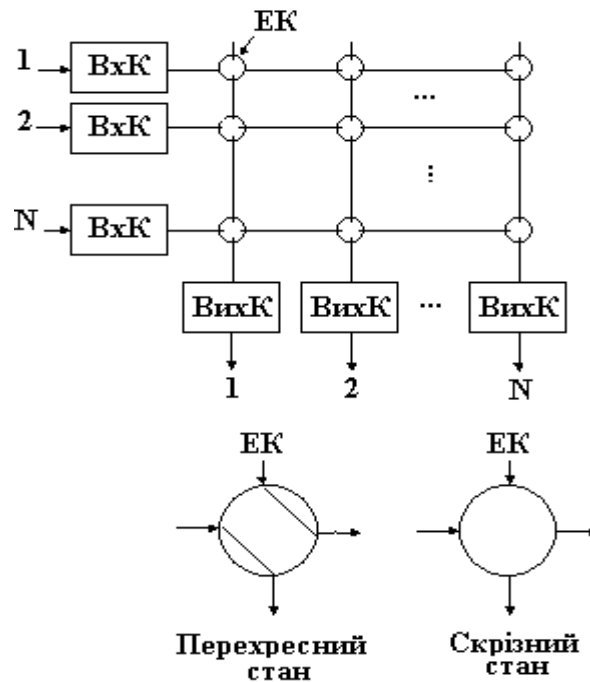 ЕК
1 ВхК
...
2 ВхК
...
N ВхК
ВихК ВихК ... ВихК
1 2 N
ЕК ЕК
Перехресний Скрізний
стан стан